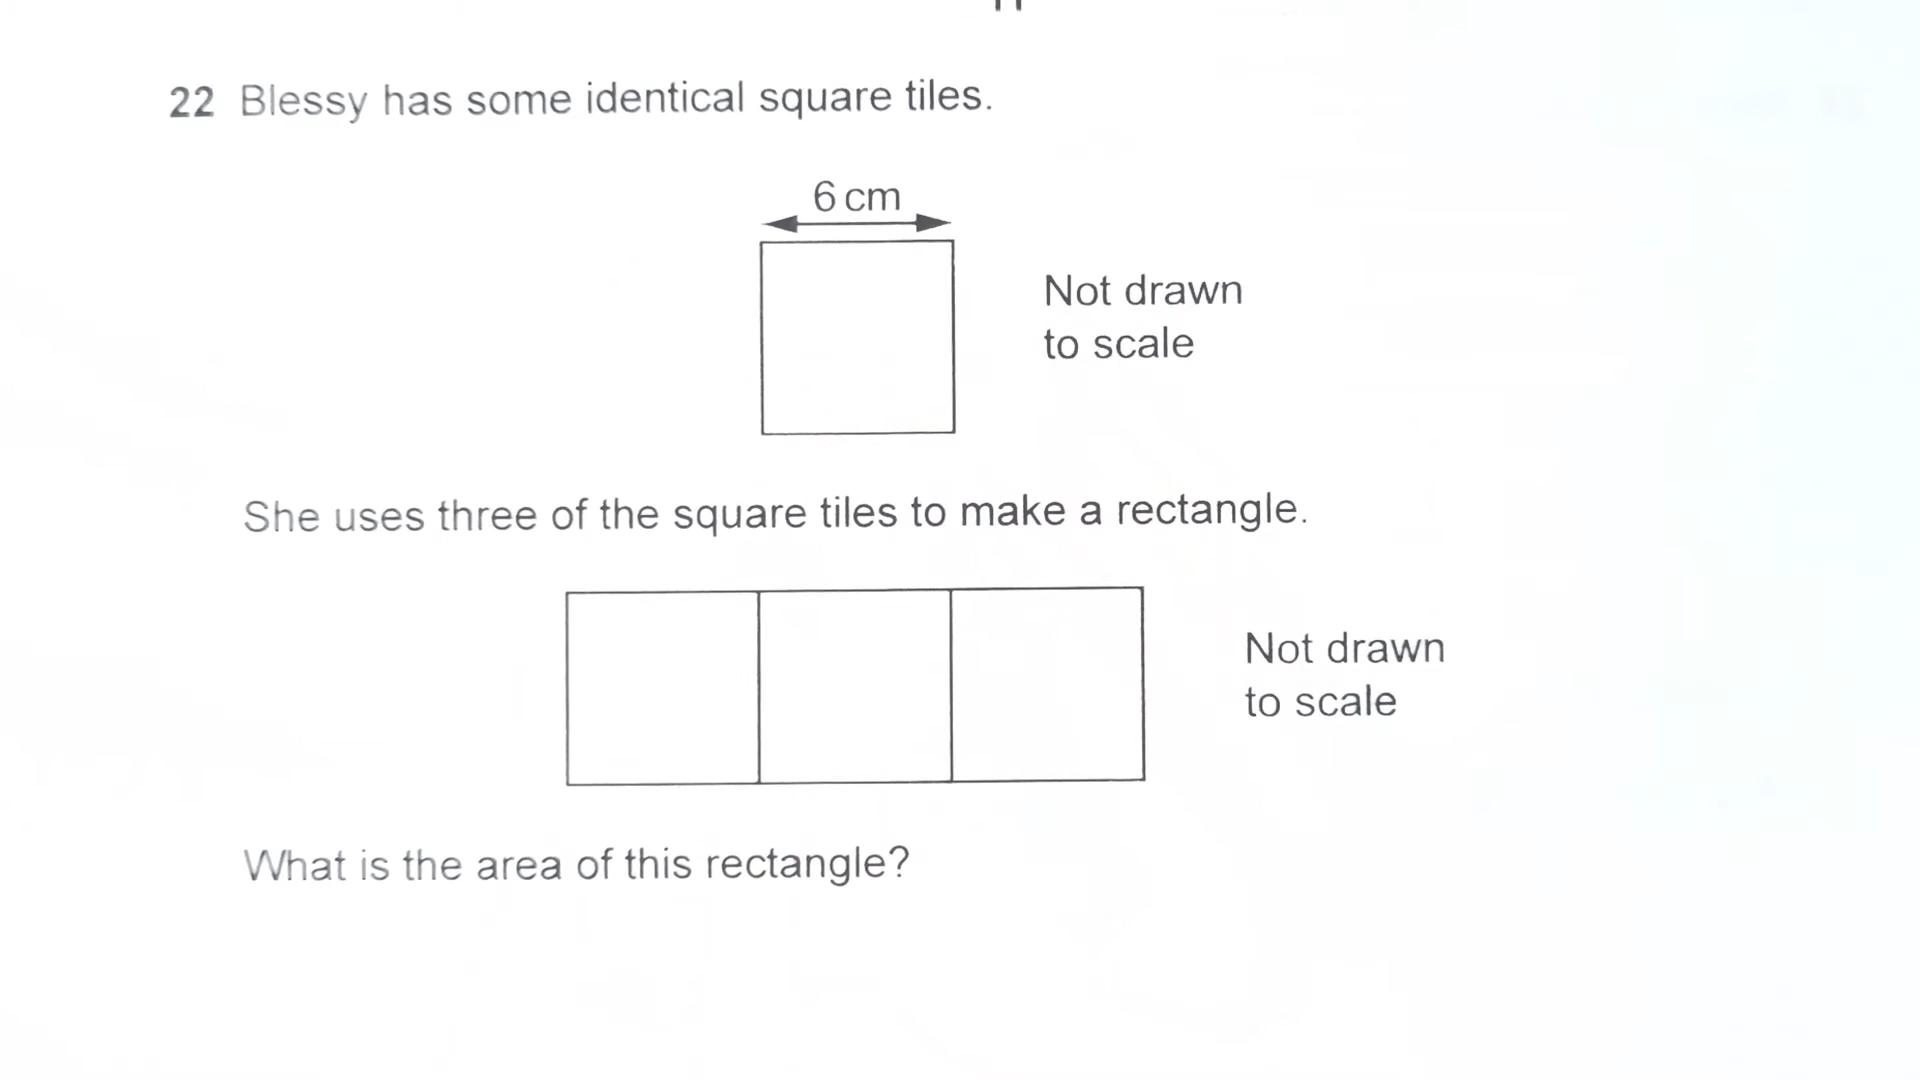 22 Blessy has some identical square tiles.
6 cm
Not drawn
to scale
She uses three of the square tiles to make a rectangle.
Not drawn
to scale
What is the area of this rectangle?